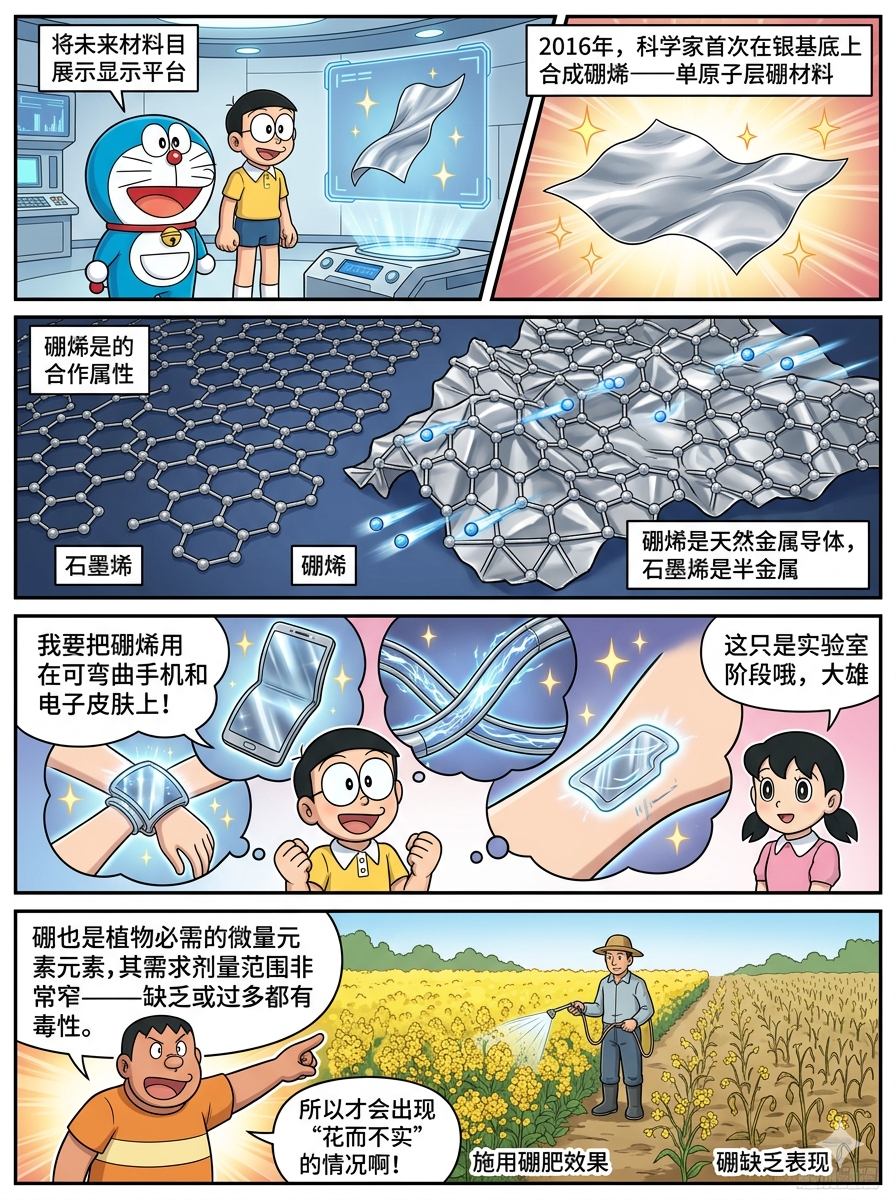 将未来材料目
展示显示平台
2016年，科学家首次在银基底上
合成硼烯——单原子层硼材料
硼烯是的
合作属性
石墨烯
硼烯
硼烯是天然金属导体，
石墨烯是半金属
我要把硼烯用
在可弯曲手机和
电子皮肤上！
这只是实验室
阶段哦，大雄
硼也是植物必需的微量元
素元素，其需求剂量范围非
常窄——缺乏或过多都有
毒性。
所以才会出现
“花而不实”
的情况啊！
施用硼肥效果
硼缺乏表现